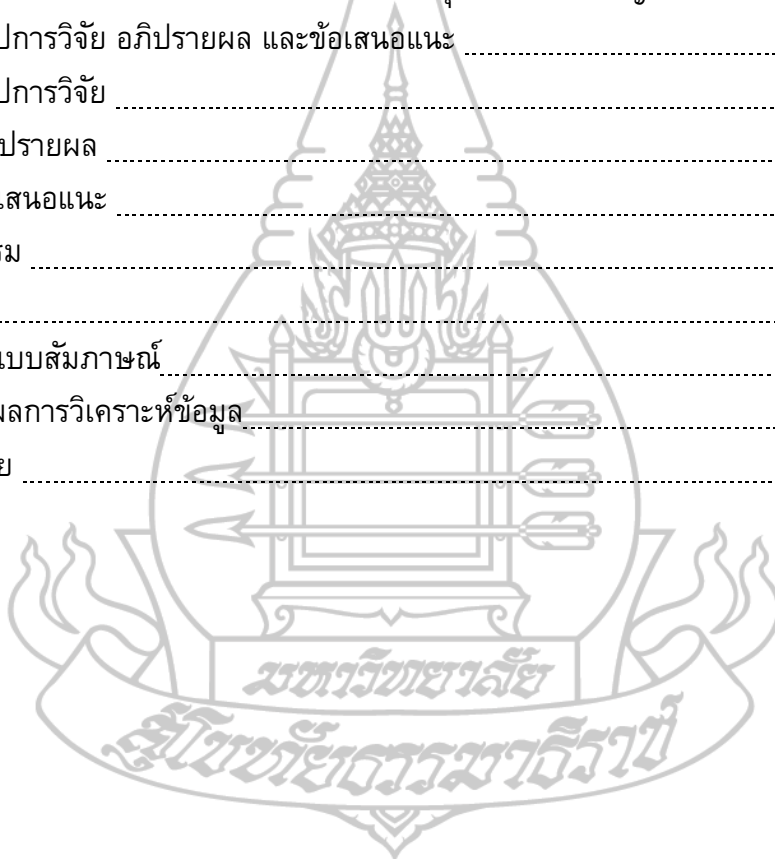 ปการวิจัย อภิปรายผล และข้อเสนอแนะ
ปการวิจัย
ปรายผล
เสนอแนะ
รม
แบบสัมภาษณ์
ผลการวิเคราะห์ข้อมูล
ย
มหาวิทยาลัย
สุโขทัยธรรมาธิราช